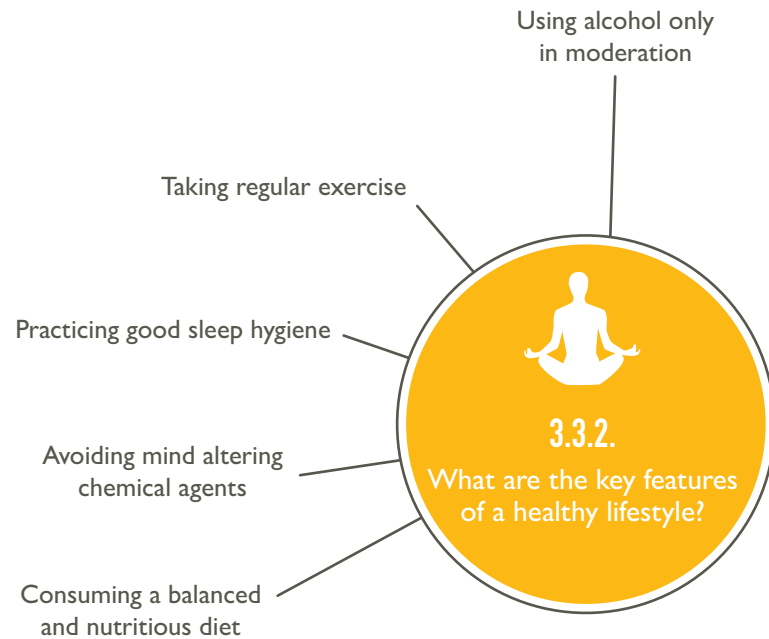 Using alcohol only
in moderation
Taking regular exercise
Practicing good sleep hygiene
Avoiding mind altering
chemical agents
Consuming a balanced
and nutritious diet
3.3.2.
What are the key features
of a healthy lifestyle?